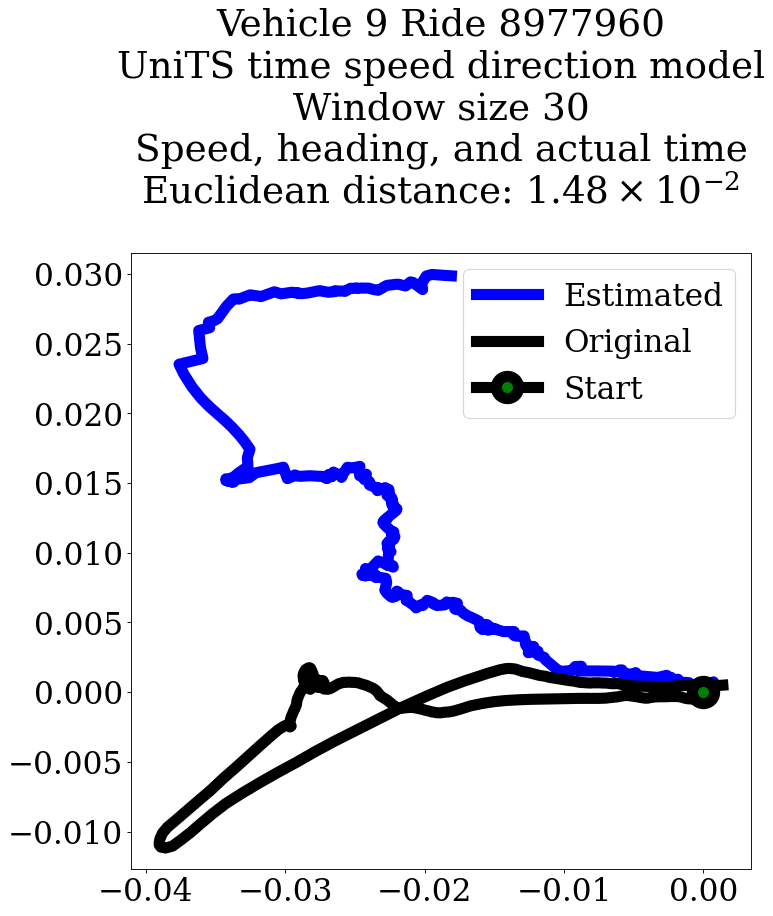 Vehicle 9 Ride 8977960
UniTS time speed direction model
Window size 30
Speed, heading, and actual time
Euclidean distance: 1.48 × 10⁻²
Estimated
Original
Start
0.030
0.025
0.020
0.015
0.010
0.005
0.000
−0.005
−0.010
−0.04 −0.03 −0.02 −0.01 0.00